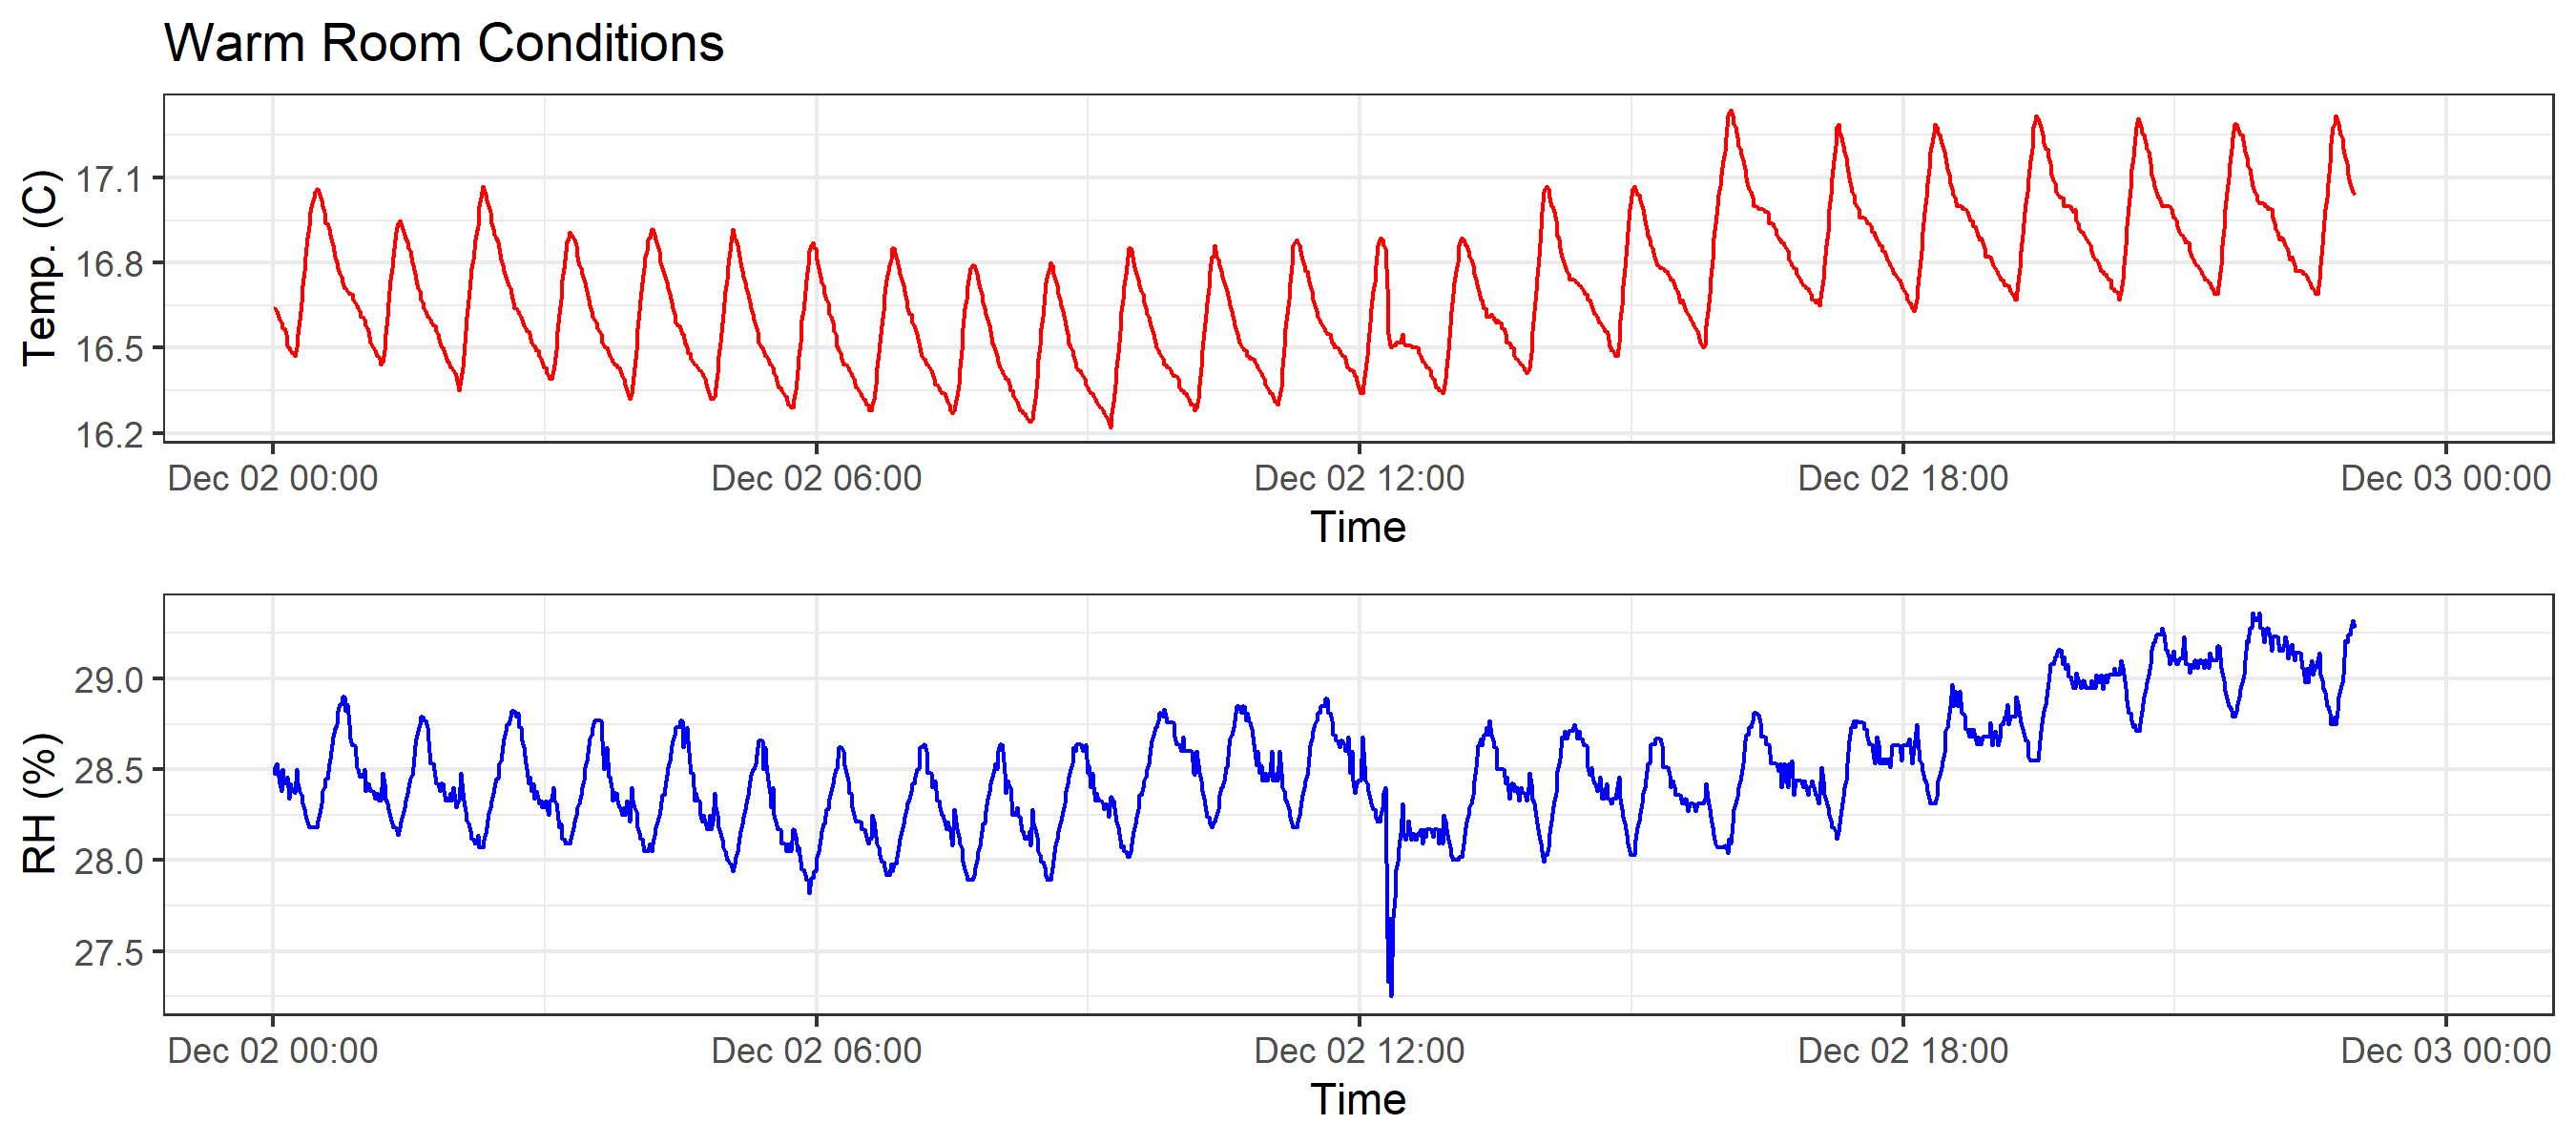 Warm Room Conditions
Temp. (C)
17.1
16.8
16.5
16.2
Dec 02 00:00 Dec 02 06:00 Dec 02 12:00 Dec 02 18:00 Dec 03 00:00
Time
RH (%)
29.0
28.5
28.0
27.5
Dec 02 00:00 Dec 02 06:00 Dec 02 12:00 Dec 02 18:00 Dec 03 00:00
Time